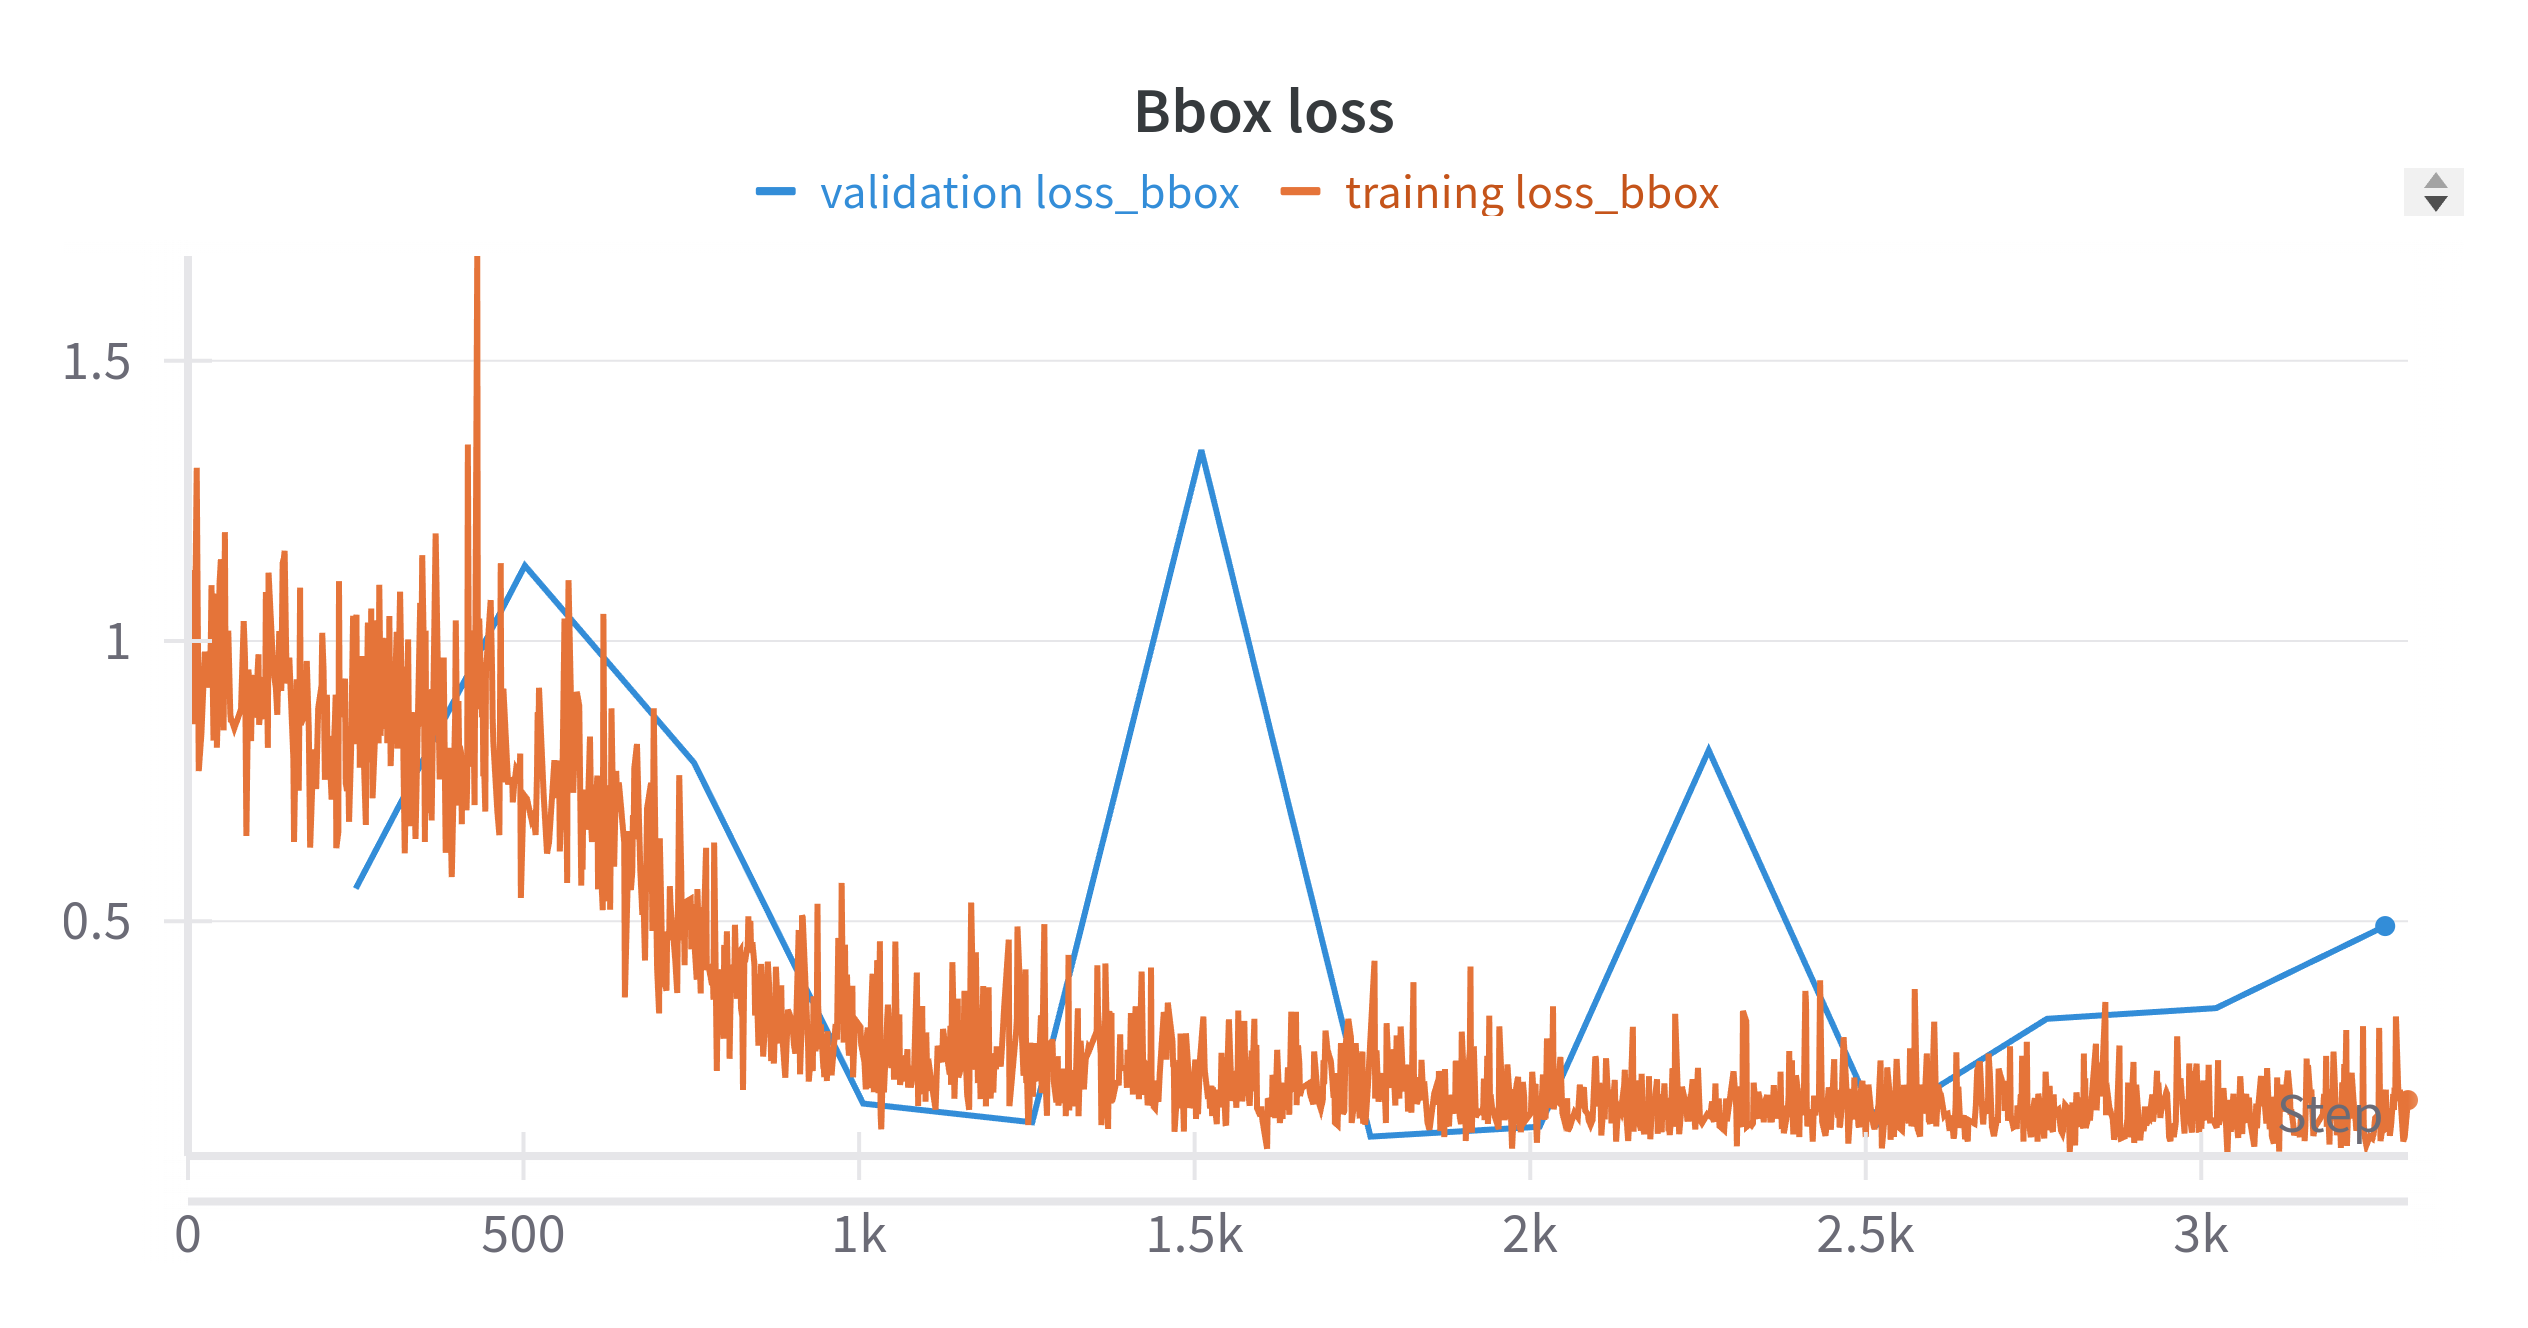 Bbox loss
validation loss_bbox training loss_bbox
1.5
1
0.5
Step
0 500 1k 1.5k 2k 2.5k 3k